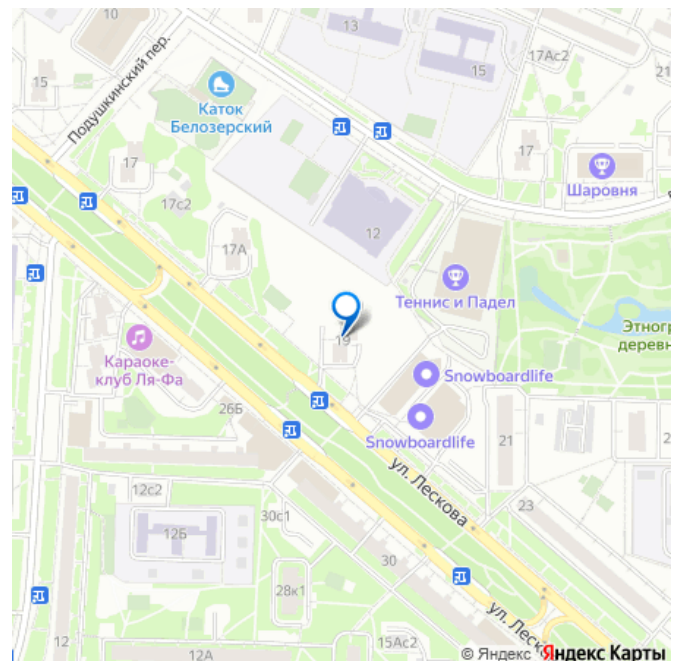 10
13
15
17Ас2
21
15
Подушкинский пер.
Каток
Белозерский
17
17
Шаровня
17с2
12
17А
Теннис и Падел
19
Этногр
деревн
Караоке-
клуб Ля-Фа
Snowboardlife
26Б
Snowboardlife
21
ул. Лескова
12с2
23
30с1
12Б
30
28к1
ул. Леск
12
12А
15Ас2
© Яндекс Яндекс Карты